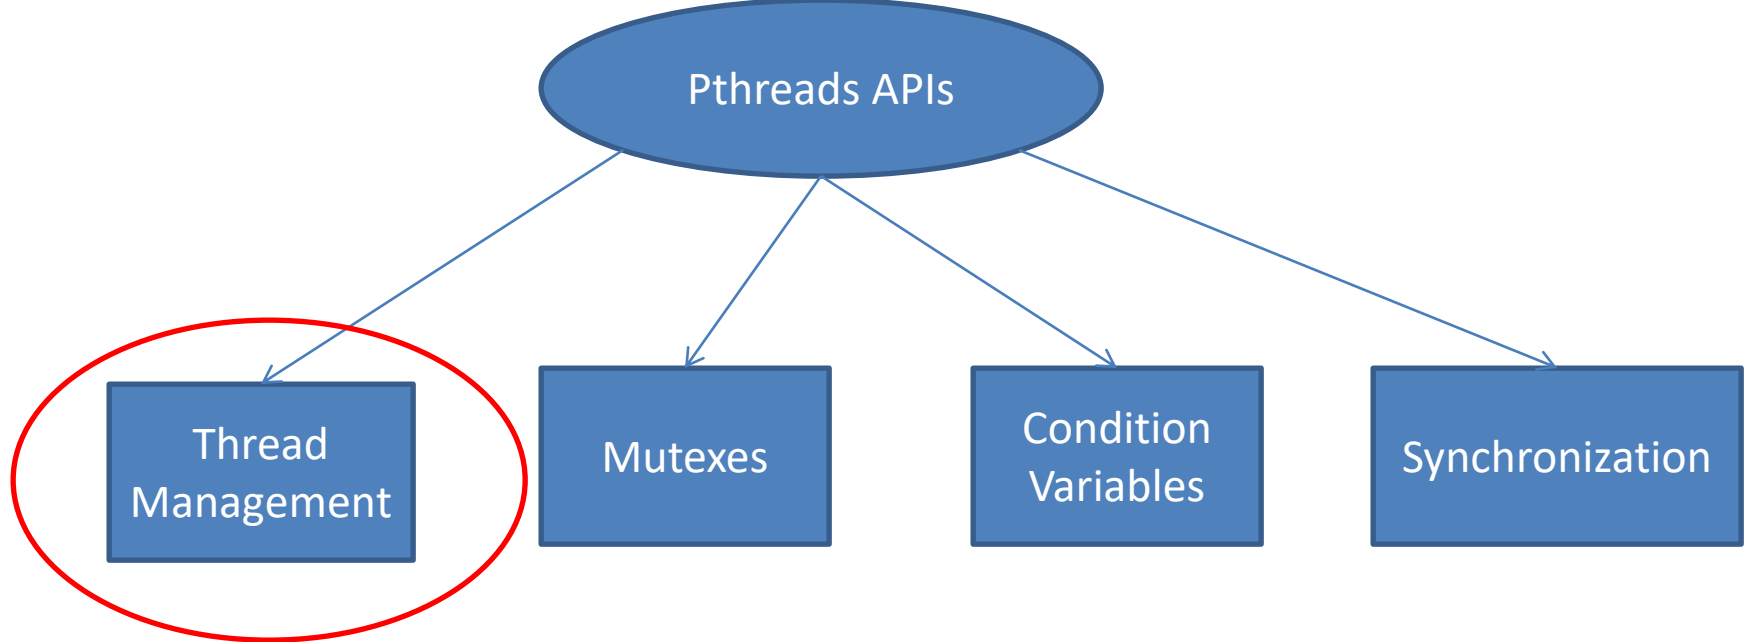 Pthreads APIs
Thread
Management
Mutexes
Condition
Variables
Synchronization